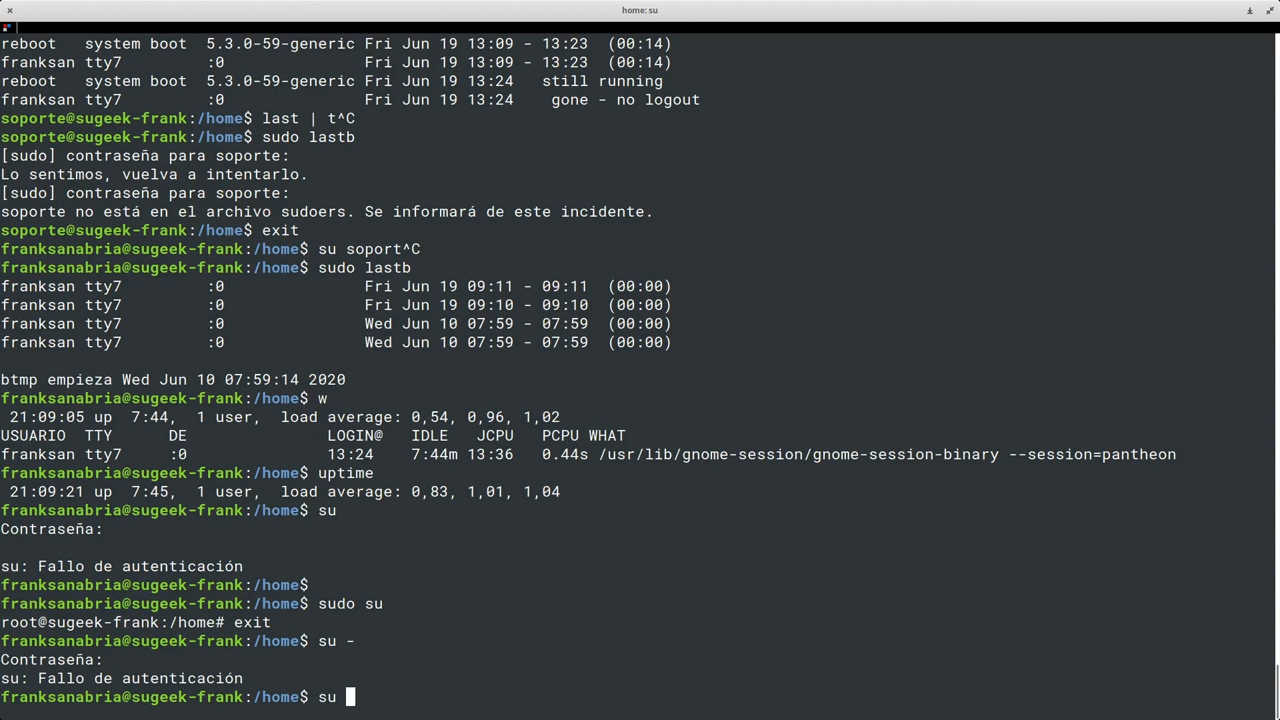 home: su
reboot   system boot  5.3.0-59-generic Fri Jun 19 13:09 - 13:23  (00:14)
franksan tty7         :0               Fri Jun 19 13:09 - 13:23  (00:14)
reboot   system boot  5.3.0-59-generic Fri Jun 19 13:24   still running
franksan tty7         :0               Fri Jun 19 13:24    gone - no logout
soporte@sugeek-frank:/home$ last | t^C
soporte@sugeek-frank:/home$ sudo lastb
[sudo] contraseña para soporte:
Lo sentimos, vuelva a intentarlo.
[sudo] contraseña para soporte:
soporte no está en el archivo sudoers. Se informará de este incidente.
soporte@sugeek-frank:/home$ exit
franksanabria@sugeek-frank:/home$ su soport^C
franksanabria@sugeek-frank:/home$ sudo lastb
franksan tty7         :0               Fri Jun 19 09:11 - 09:11  (00:00)
franksan tty7         :0               Fri Jun 19 09:10 - 09:10  (00:00)
franksan tty7         :0               Wed Jun 10 07:59 - 07:59  (00:00)
franksan tty7         :0               Wed Jun 10 07:59 - 07:59  (00:00)
btmp empieza Wed Jun 10 07:59:14 2020
franksanabria@sugeek-frank:/home$ w
 21:09:05 up  7:44,  1 user,  load average: 0,54, 0,96, 1,02
USUARIO  TTY      DE               LOGIN@   IDLE   JCPU   PCPU WHAT
franksan tty7     :0               13:24    7:44m 13:36   0.44s /usr/lib/gnome-session/gnome-session-binary --session=pantheon
franksanabria@sugeek-frank:/home$ uptime
 21:09:21 up  7:45,  1 user,  load average: 0,83, 1,01, 1,04
franksanabria@sugeek-frank:/home$ su
Contraseña:
su: Fallo de autenticación
franksanabria@sugeek-frank:/home$
franksanabria@sugeek-frank:/home$ sudo su
root@sugeek-frank:/home# exit
franksanabria@sugeek-frank:/home$ su -
Contraseña:
su: Fallo de autenticación
franksanabria@sugeek-frank:/home$ su